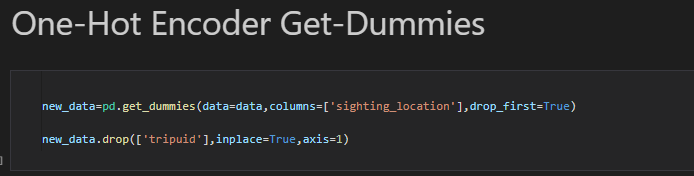 One-Hot Encoder Get-Dummies
new_data=pd.get_dummies(data=data,columns=['sighting_location'],drop_first=True)
new_data.drop(['tripuid'],inplace=True,axis=1)
]